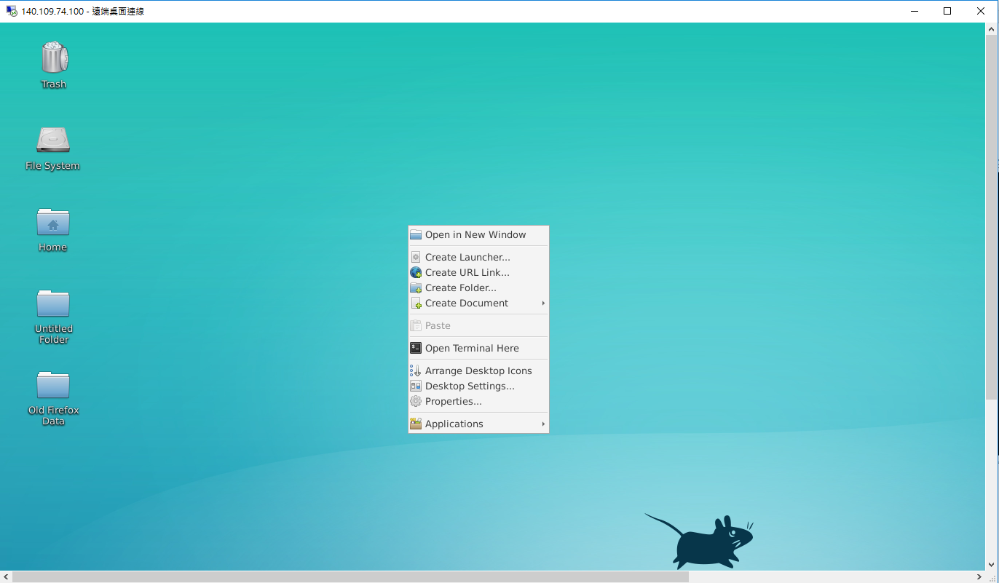 140.109.74.100 - 遠端桌面連線
Trash
File System
Home
Untitled
Folder
Old Firefox
Data
Open in New Window
Create Launcher...
Create URL Link...
Create Folder...
Create Document
Paste
Open Terminal Here
Arrange Desktop Icons
Desktop Settings...
Properties...
Applications